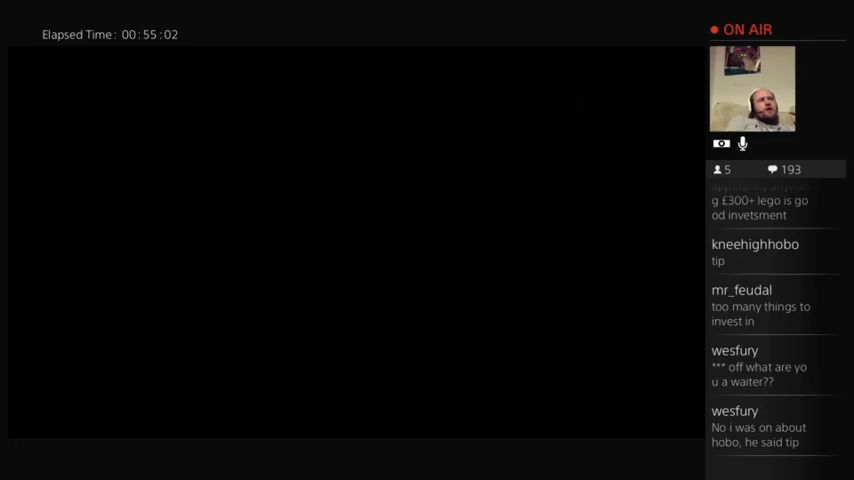 Elapsed Time: 00:55:02
ON AIR
5 193
g £300+ lego is go
od invetsment
kneehighhobo
tip
mr_feudal
too many things to
invest in
wesfury
*** off what are yo
u a waiter??
wesfury
No i was on about
hobo, he said tip